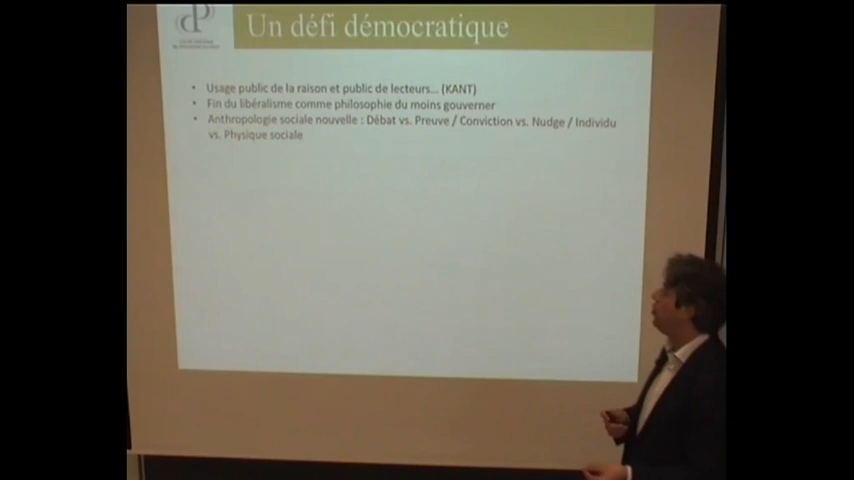 Un défi démocratique
• Usage public de la raison et public de lecteurs... (KANT)
• Fin du libéralisme comme philosophie du moins gouverner
• Anthropologie sociale nouvelle : Débat vs. Preuve / Conviction vs. Nudge / Individu
vs. Physique sociale